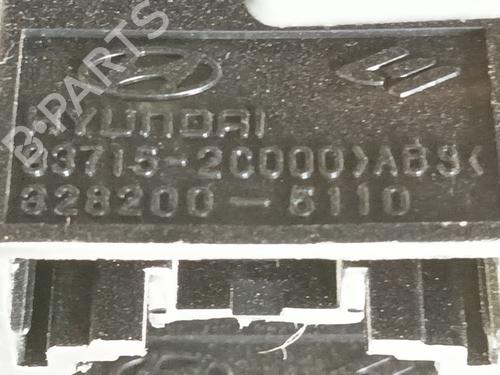 B-PARTS
HYUNDAI
93715-2C000>ABS<
928200-5110